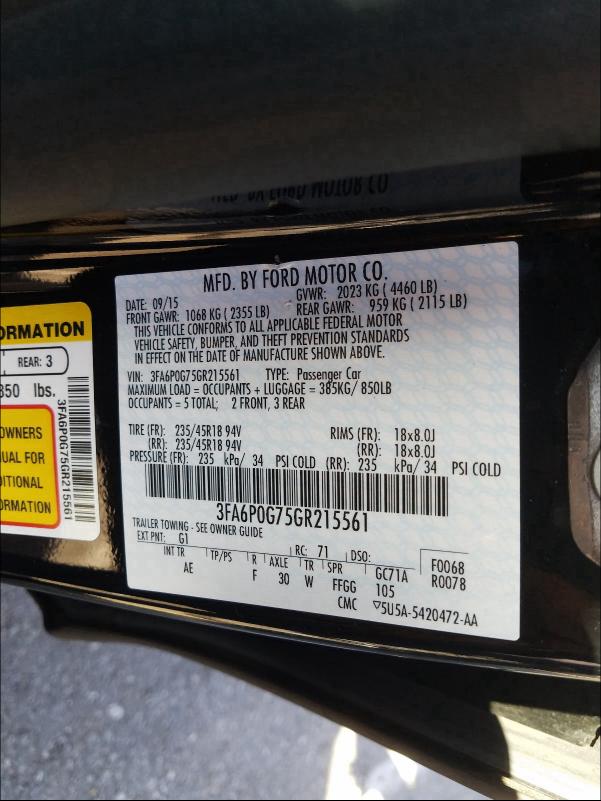 MFD. BY FORD MOTOR CO.
DATE: 09/15 GVWR: 2023 KG ( 4460 LB)
FRONT GAWR: 1068 KG ( 2355 LB) REAR GAWR: 959 KG ( 2115 LB)
THIS VEHICLE CONFORMS TO ALL APPLICABLE FEDERAL MOTOR
VEHICLE SAFETY, BUMPER, AND THEFT PREVENTION STANDARDS
IN EFFECT ON THE DATE OF MANUFACTURE SHOWN ABOVE.
VIN: 3FA6P0G75GR215561 TYPE: Passenger Car
MAXIMUM LOAD = OCCUPANTS + LUGGAGE = 385KG/ 850LB
OCCUPANTS = 5 TOTAL; 2 FRONT, 3 REAR
TIRE (FR): 235/45R18 94V RIMS (FR): 18x8.0J
(RR): 235/45R18 94V (RR): 18x8.0J
PRESSURE (FR): 235 kPa/ 34 PSI COLD (RR): 235 kPa/ 34 PSI COLD
3FA6P0G75GR215561
TRAILER TOWING - SEE OWNER GUIDE
EXT PNT: G1 RC: 71 DSO: F0068
INT TR TP/PS R AXLE TR SPR GC71A R0078
AE F 30 W FFGG 105
CMC ▽5U5A-5420472-AA
ORMATION
REAR: 3
850 lbs.
OWNERS
NUAL FOR
DITIONAL
ORMATION
3FA6P0G75GR215561